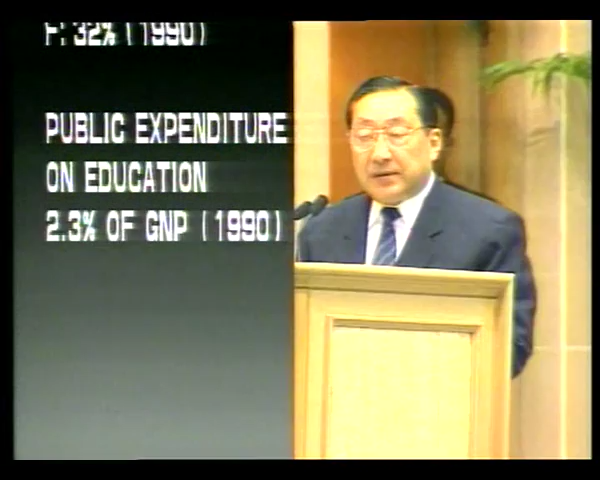 F: 32% (1990)
PUBLIC EXPENDITURE
ON EDUCATION
2.3% OF GNP (1990)